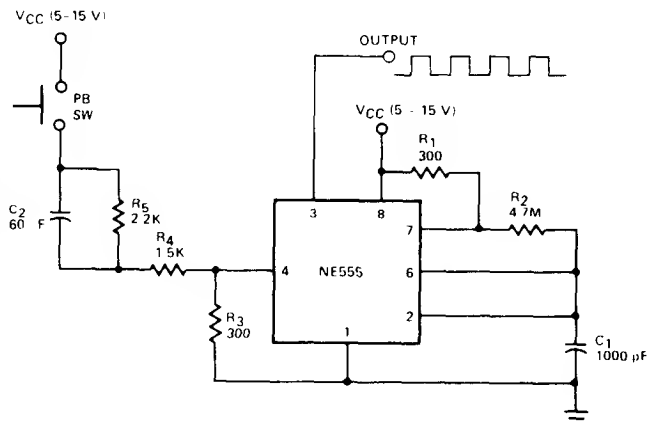 VCC (5-15 V)
PB
SW
C2
60 F
R5
2.2K
R4
1.5K
R3
300
OUTPUT
VCC (5 - 15 V)
R1
300
R2
4.7M
3
8
7
4
NE555
6
2
1
C1
1000 pF